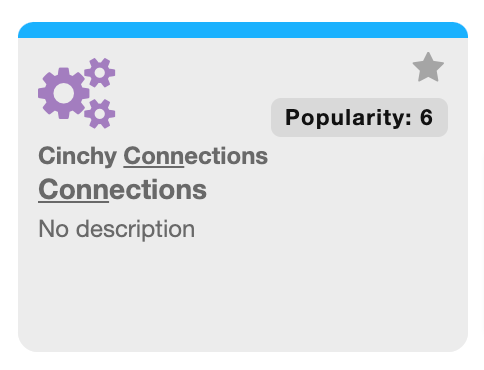 Popularity: 6
Cinchy Connections
Connections
No description